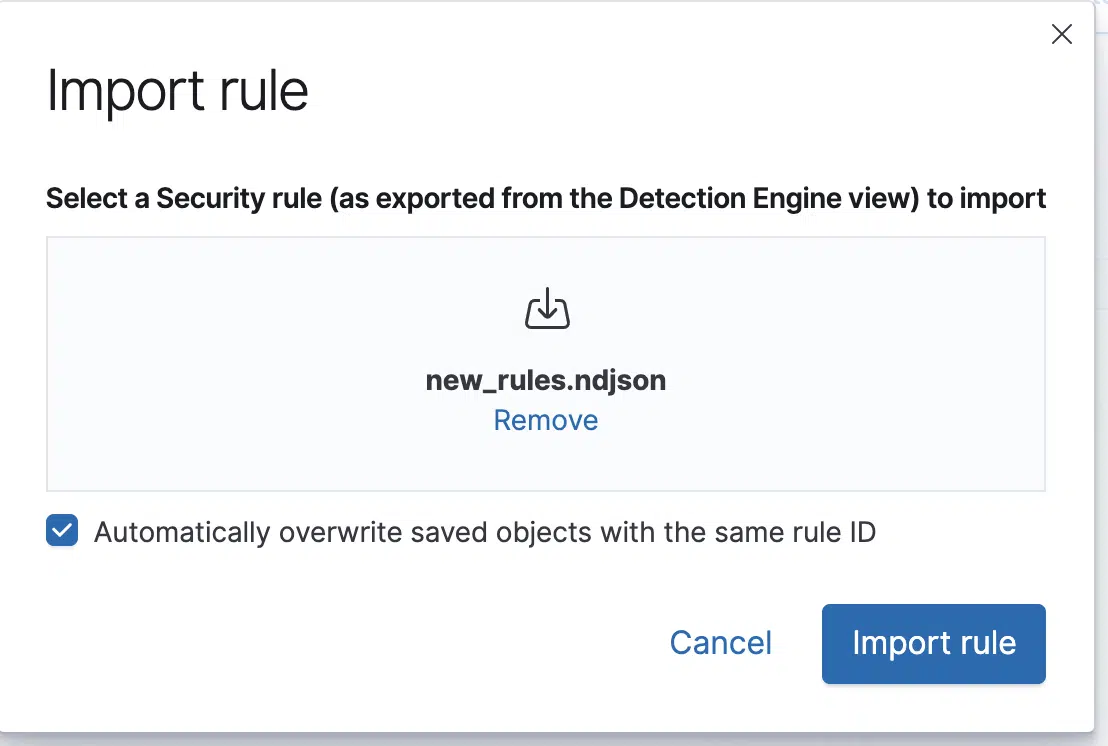 Import rule
Select a Security rule (as exported from the Detection Engine view) to import
new_rules.ndjson
Remove
Automatically overwrite saved objects with the same rule ID
Cancel
Import rule